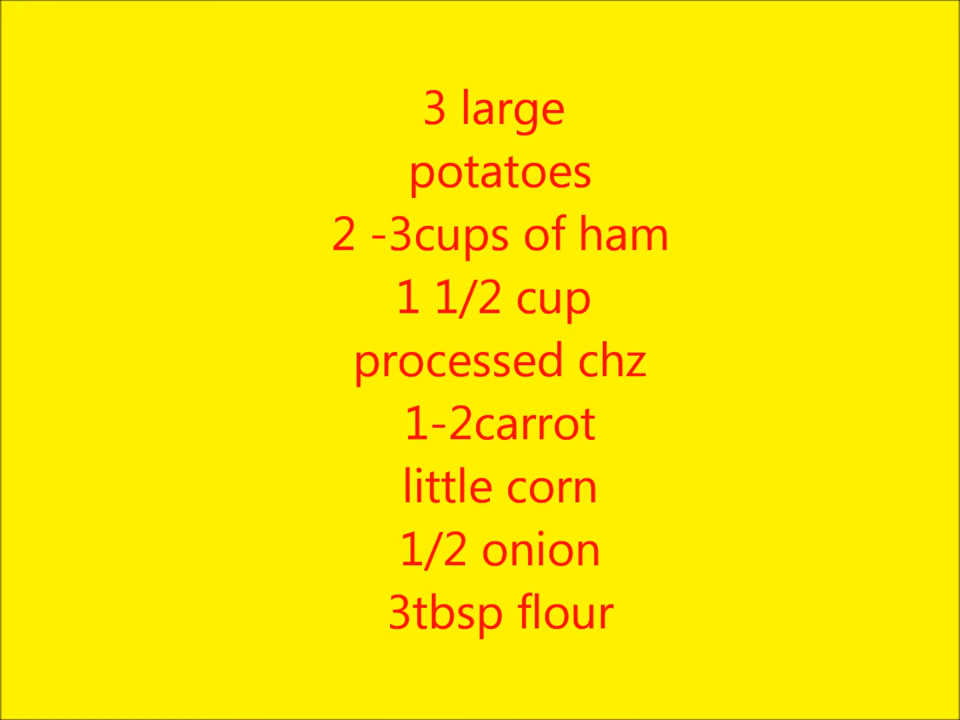 3 large
potatoes
2 -3cups of ham
1 1/2 cup
processed chz
1-2carrot
little corn
1/2 onion
3tbsp flour